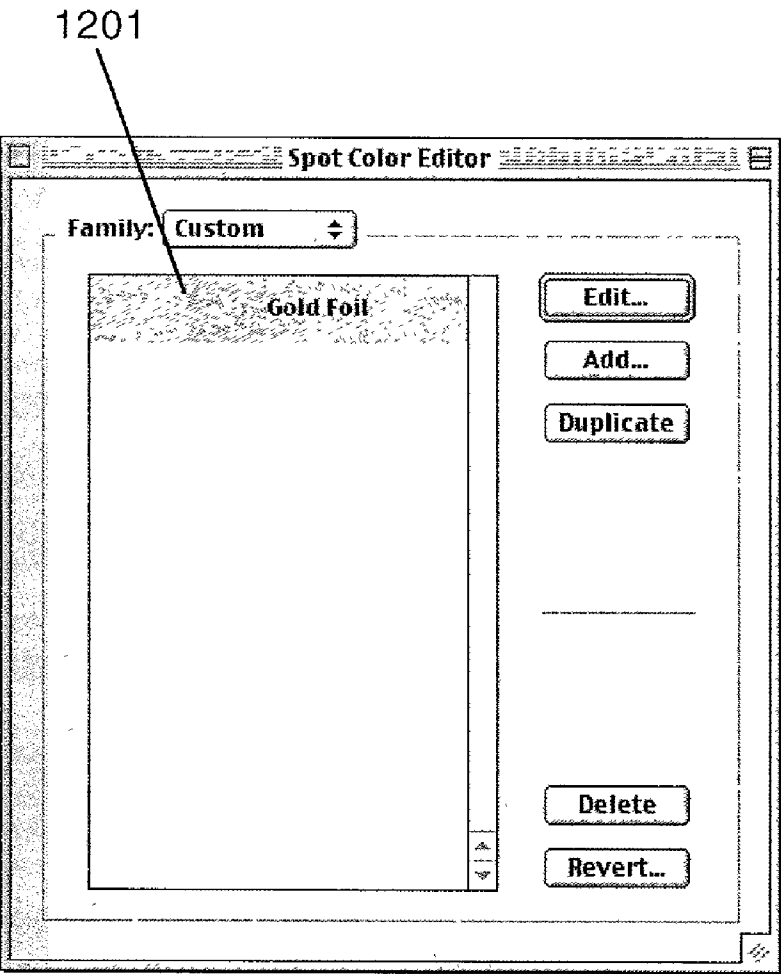 1201
Spot Color Editor
Family: Custom
Gold Foil
Edit...
Add...
Duplicate
Delete
Revert...